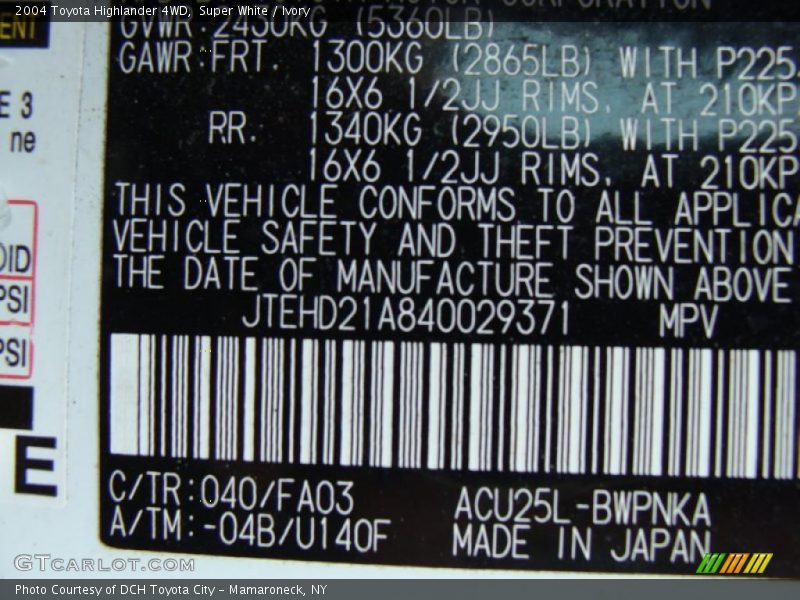 2004 Toyota Highlander 4WD, Super White / Ivory
CORPORATION
GVWR:2430KG (5360LB)
GAWR:FRT. 1300KG (2865LB) WITH P225
16X6 1/2JJ RIMS, AT 210KP
RR. 1340KG (2950LB) WITH P225
16X6 1/2JJ RIMS, AT 210KP
THIS VEHICLE CONFORMS TO ALL APPLICA
VEHICLE SAFETY AND THEFT PREVENTION
THE DATE OF MANUFACTURE SHOWN ABOVE
JTEHD21A840029371 MPV
C/TR:040/FA03 ACU25L-BWPNKA
A/TM:-04B/U140F MADE IN JAPAN
ENT
E 3
ne
OID
PSI
PSI
E
GTcarlot.com
Photo Courtesy of DCH Toyota City - Mamaroneck, NY